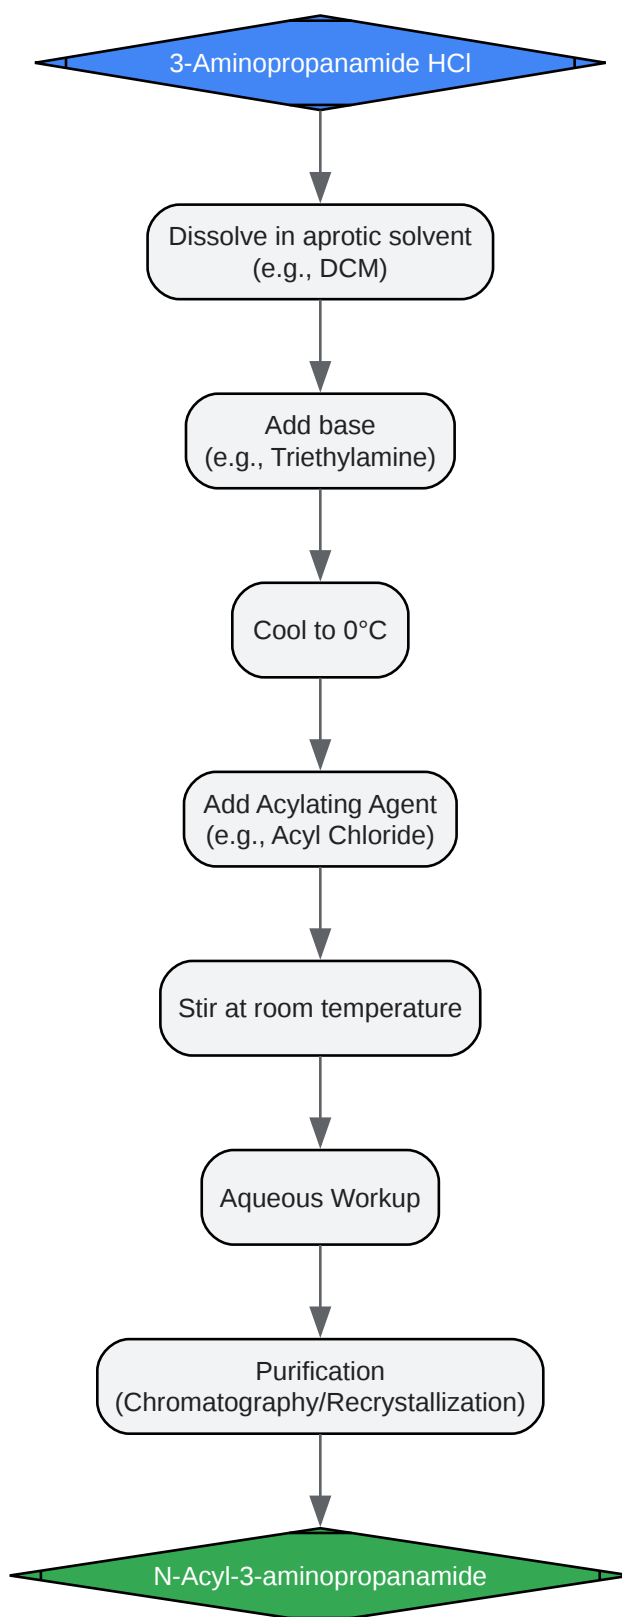 3-Aminopropanamide HCl
Dissolve in aprotic solvent
(e.g., DCM)
Add base
(e.g., Triethylamine)
Cool to 0°C
Add Acylating Agent
(e.g., Acyl Chloride)
Stir at room temperature
Aqueous Workup
Purification
(Chromatography/Recrystallization)
N-Acyl-3-aminopropanamide